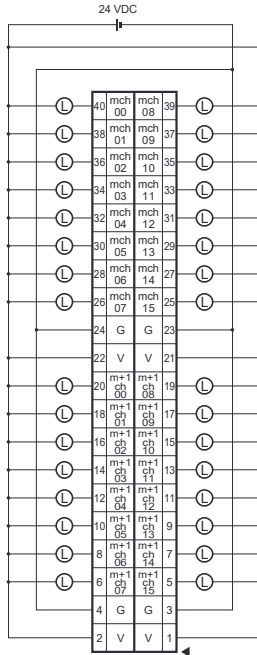 24 VDC
L 40 mch 00 mch 08 39 L
L 38 mch 01 mch 09 37 L
L 36 mch 02 mch 10 35 L
L 34 mch 03 mch 11 33 L
L 32 mch 04 mch 12 31 L
L 30 mch 05 mch 13 29 L
L 28 mch 06 mch 14 27 L
L 26 mch 07 mch 15 25 L
24 G G 23
22 V V 21
L 20 m+1 ch 00 m+1 ch 08 19 L
L 18 m+1 ch 01 m+1 ch 09 17 L
L 16 m+1 ch 02 m+1 ch 10 15 L
L 14 m+1 ch 03 m+1 ch 11 13 L
L 12 m+1 ch 04 m+1 ch 12 11 L
L 10 m+1 ch 05 m+1 ch 13 9 L
L 8 m+1 ch 06 m+1 ch 14 7 L
L 6 m+1 ch 07 m+1 ch 15 5 L
4 G G 3
2 V V 1